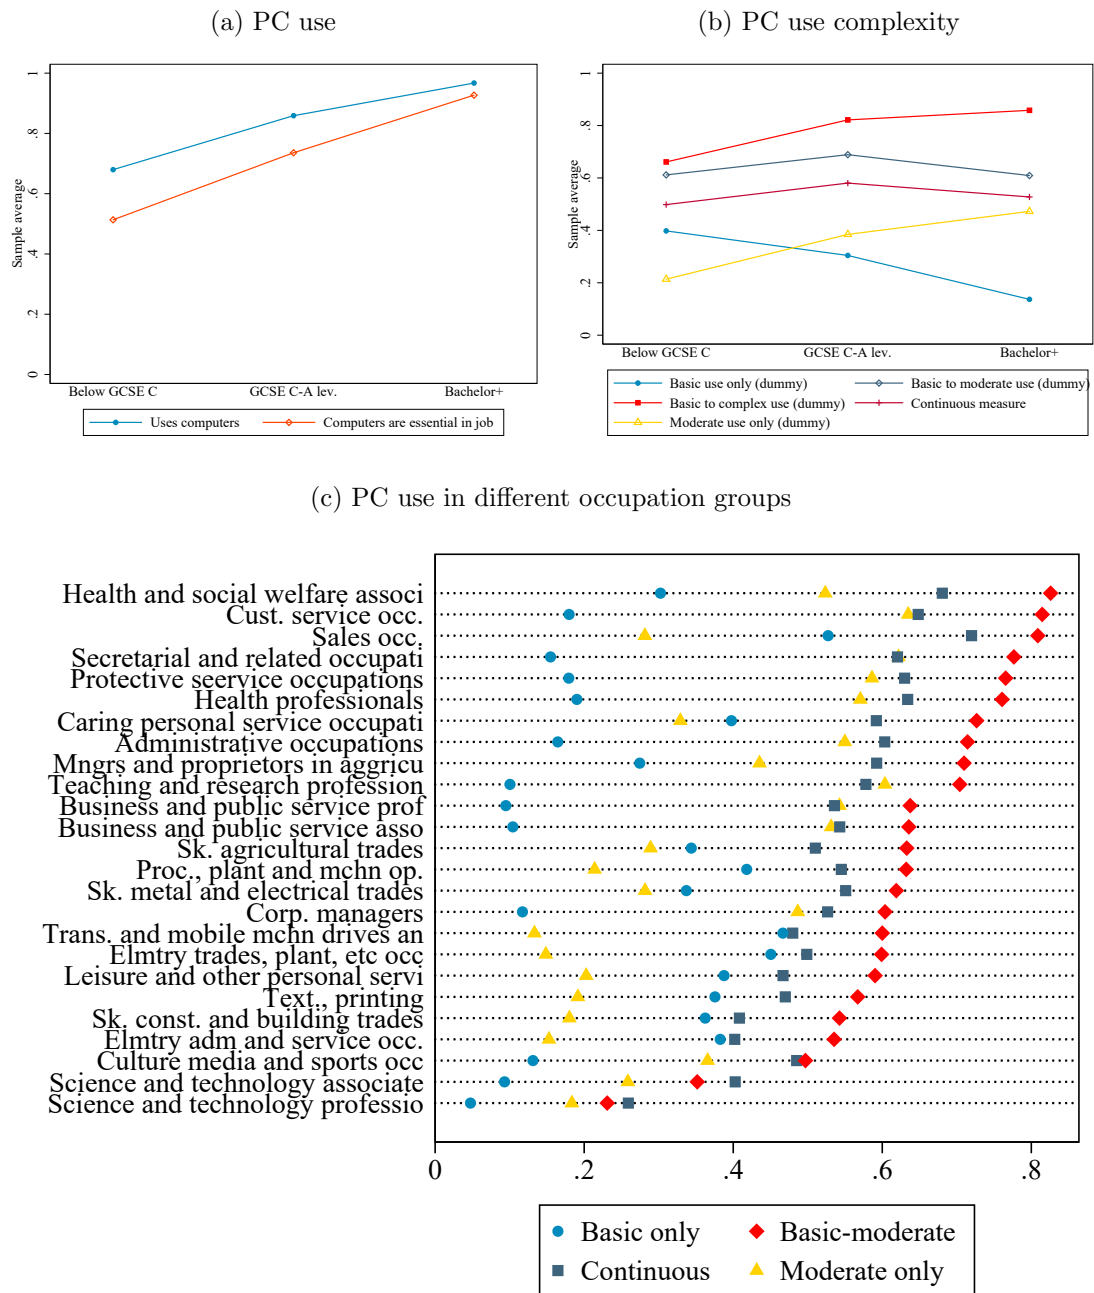 (a) PC use
(b) PC use complexity
Sample average
0 .2 .4 .6 .8 1
Below GCSE C GCSE C-A lev. Bachelor+
Uses computers Computers are essential in job
Sample average
0 .2 .4 .6 .8 1
Below GCSE C GCSE C-A lev. Bachelor+
Basic use only (dummy) Basic to moderate use (dummy)
Basic to complex use (dummy) Continuous measure
Moderate use only (dummy)
(c) PC use in different occupation groups
Health and social welfare associ
Cust. service occ.
Sales occ.
Secretarial and related occupati
Protective seervice occupations
Health professionals
Caring personal service occupati
Administrative occupations
Mngrs and proprietors in aggricu
Teaching and research profession
Business and public service prof
Business and public service asso
Sk. agricultural trades
Proc., plant and mchn op.
Sk. metal and electrical trades
Corp. managers
Trans. and mobile mchn drives an
Elmtry trades, plant, etc occ
Leisure and other personal servi
Text., printing
Sk. const. and building trades
Elmtry adm and service occ.
Culture media and sports occ
Science and technology associate
Science and technology professio
0 .2 .4 .6 .8
Basic only Basic-moderate
Continuous Moderate only